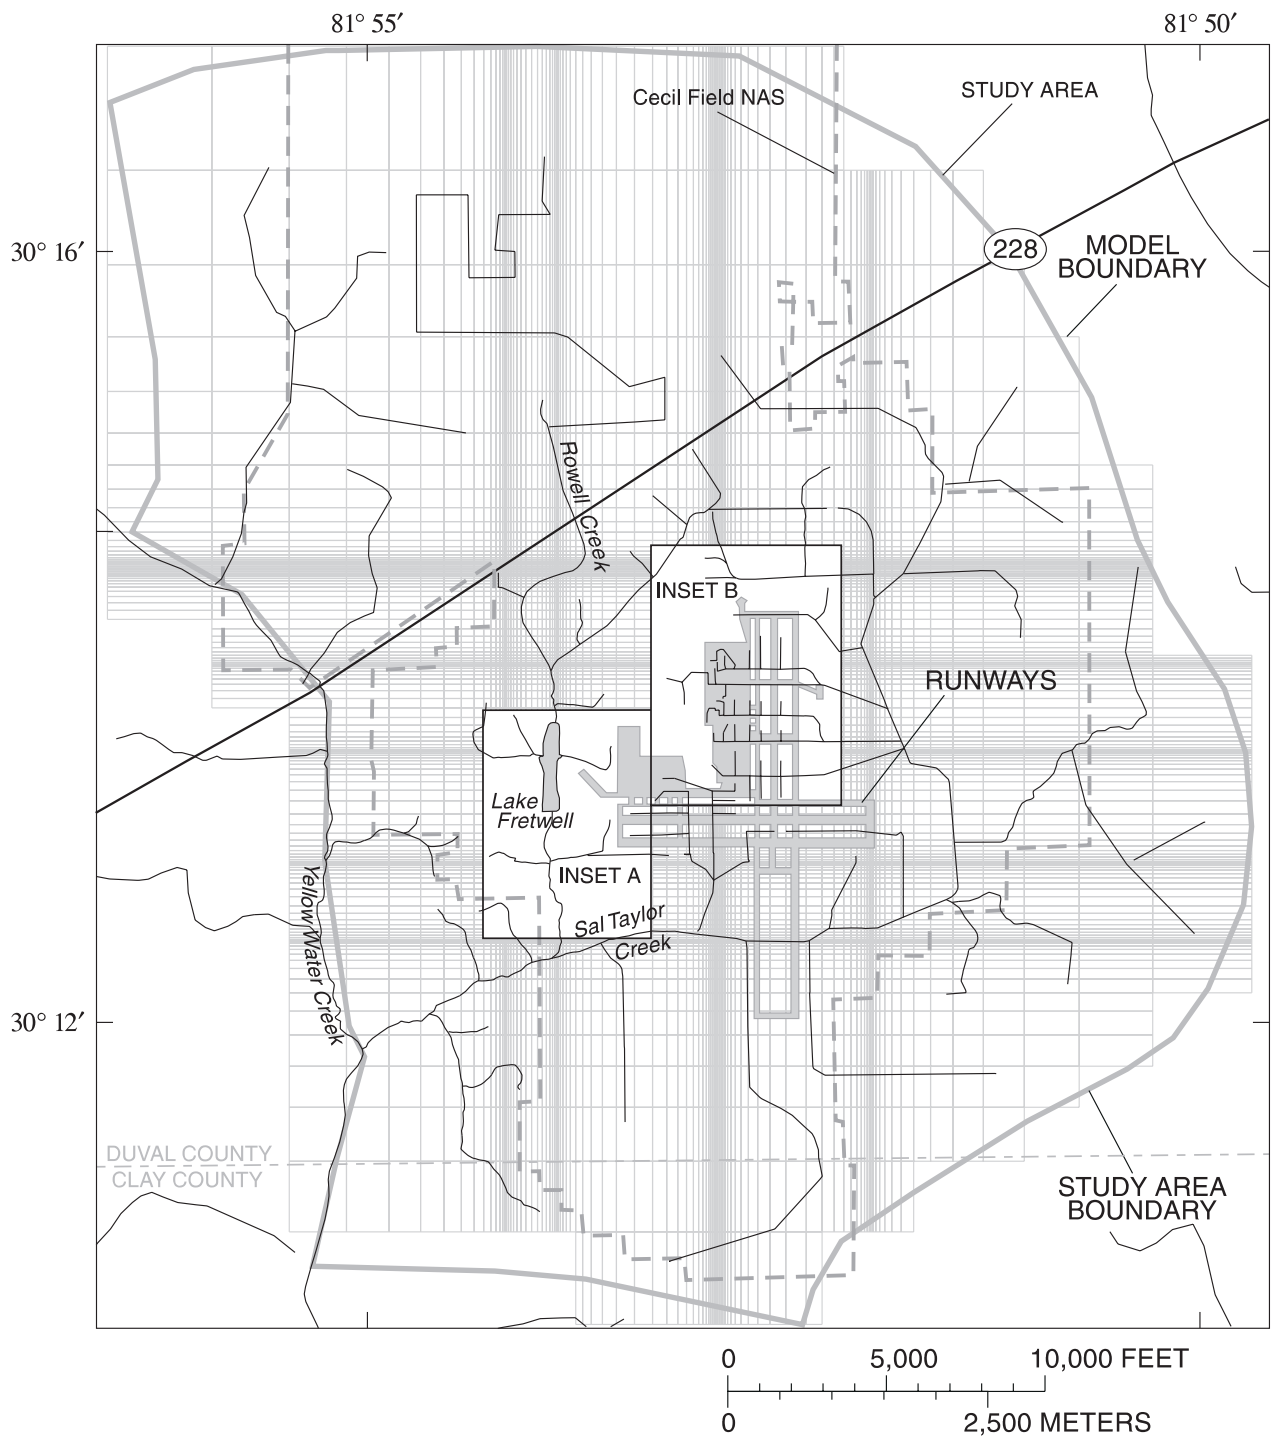 81° 55′
81° 50′
Cecil Field NAS
STUDY AREA
30° 16′
228
MODEL
BOUNDARY
Rowell Creek
INSET B
RUNWAYS
Lake
Fretwell
INSET A
Sal Taylor
Creek
Yellow Water Creek
30° 12′
DUVAL COUNTY
CLAY COUNTY
STUDY AREA
BOUNDARY
0 5,000 10,000 FEET
0 2,500 METERS